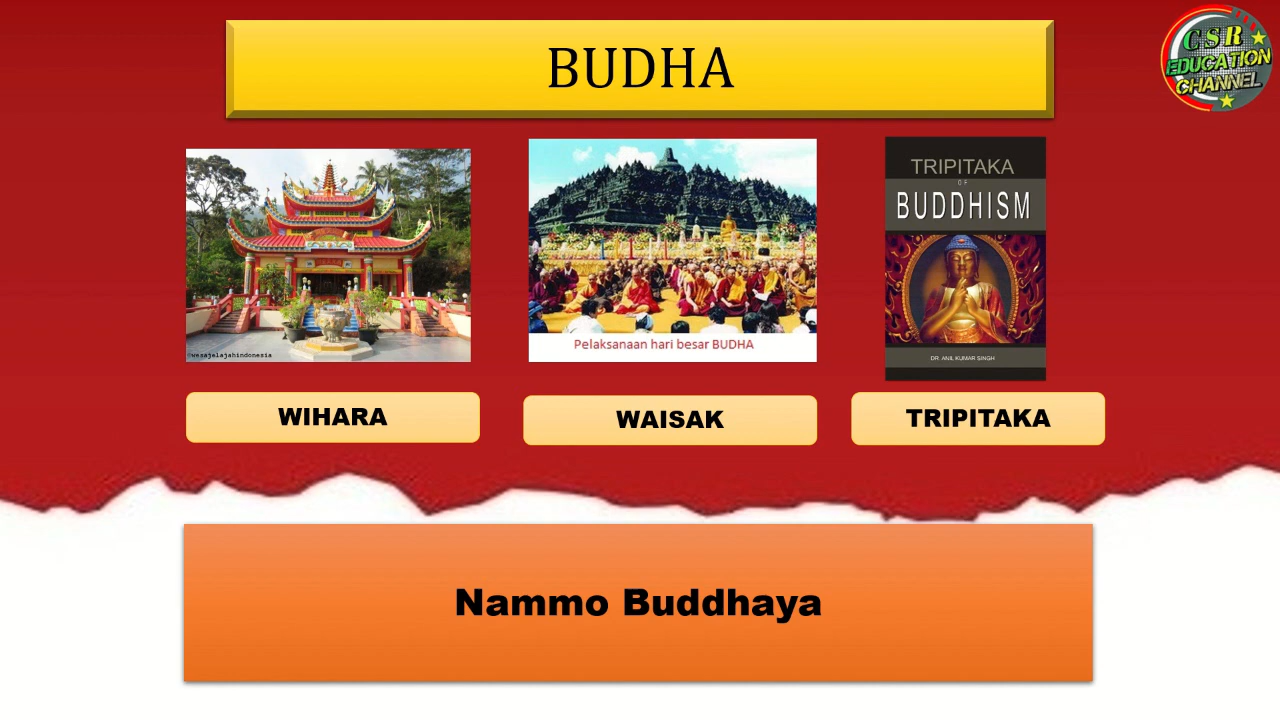 BUDHA
CSR
EDUCATION
CHANNEL
©wesajelajahindonesia
Pelaksanaan hari besar BUDHA
TRIPITAKA
OF
BUDDHISM
DR. ANIL KUMAR SINGH
WIHARA
WAISAK
TRIPITAKA
Nammo Buddhaya